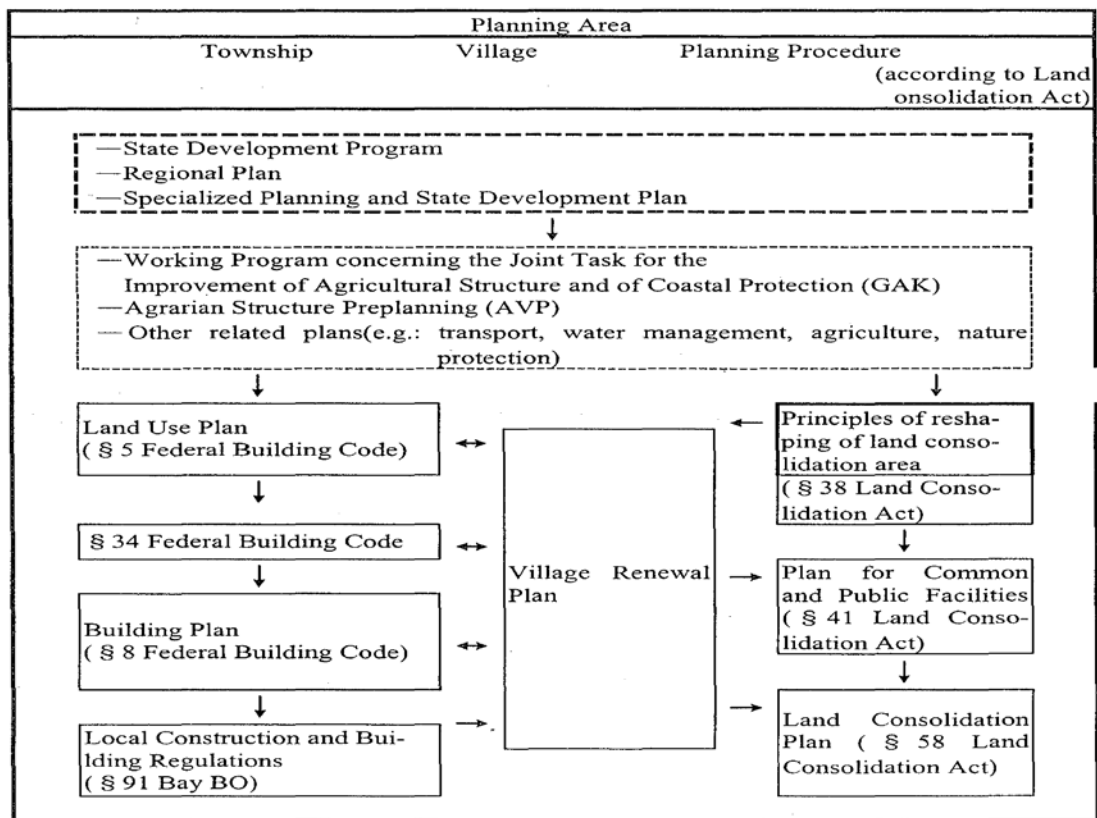 Planning Area
Township Village Planning Procedure
(according to Land
onsolidation Act)
—State Development Program
—Regional Plan
—Specialized Planning and State Development Plan
—Working Program concerning the Joint Task for the
Improvement of Agricultural Structure and of Coastal Protection (GAK)
—Agrarian Structure Preplanning (AVP)
— Other related plans(e.g.: transport, water management, agriculture, nature
protection)
Land Use Plan
( § 5 Federal Building Code)
§ 34 Federal Building Code
Building Plan
( § 8 Federal Building Code)
Local Construction and Bui-
lding Regulations
( § 91 Bay BO)
Village Renewal
Plan
Principles of resha-
ping of land conso-
lidation area
( § 38 Land Conso-
lidation Act)
Plan for Common
and Public Facilities
( § 41 Land Conso-
lidation Act)
Land Consolidation
Plan ( § 58 Land
Consolidation Act)